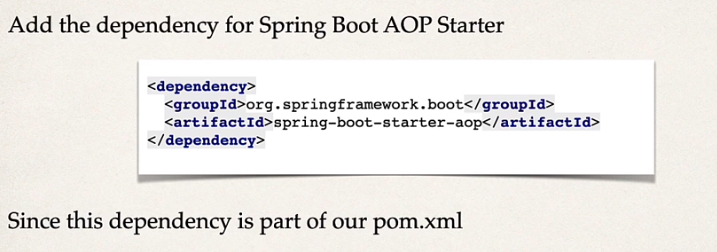 Add the dependency for Spring Boot AOP Starter
<dependency>
<groupId>org.springframework.boot</groupId>
<artifactId>spring-boot-starter-aop</artifactId>
</dependency>
Since this dependency is part of our pom.xml